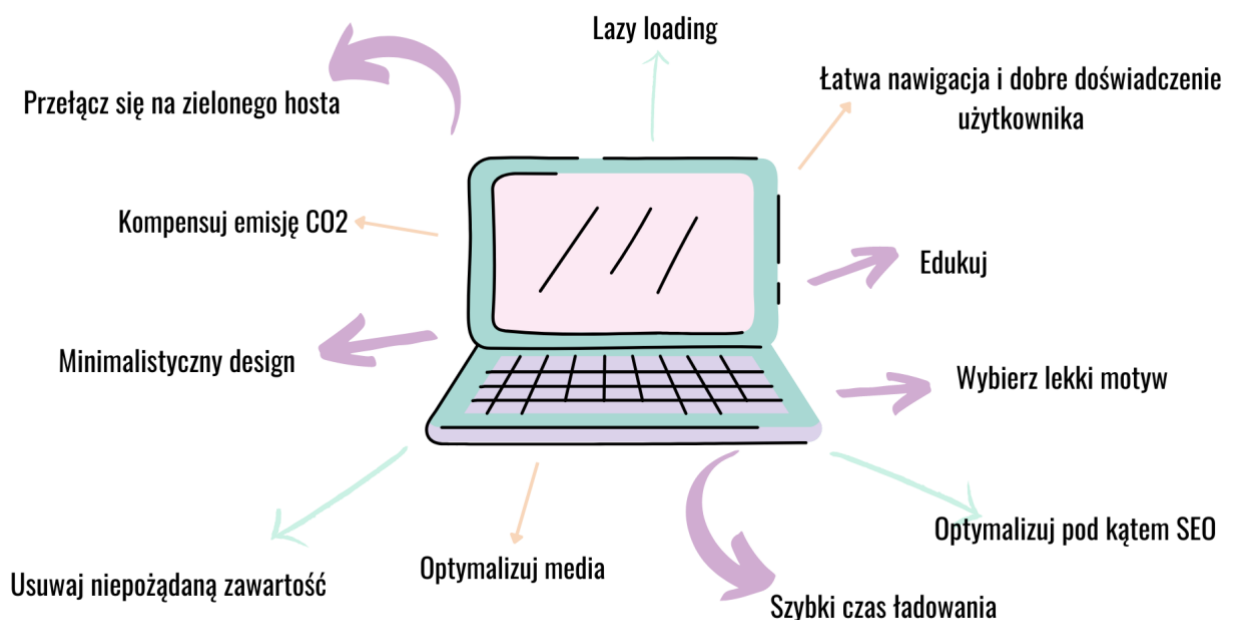 Lazy loading
Łatwa nawigacja i dobre doświadczenie
użytkownika
Przełącz się na zielonego hosta
Kompensuj emisję CO2
Edukuj
Minimalistyczny design
Wybierz lekki motyw
Optymalizuj pod kątem SEO
Optymalizuj media
Usuwaj niepożądaną zawartość
Szybki czas ładowania